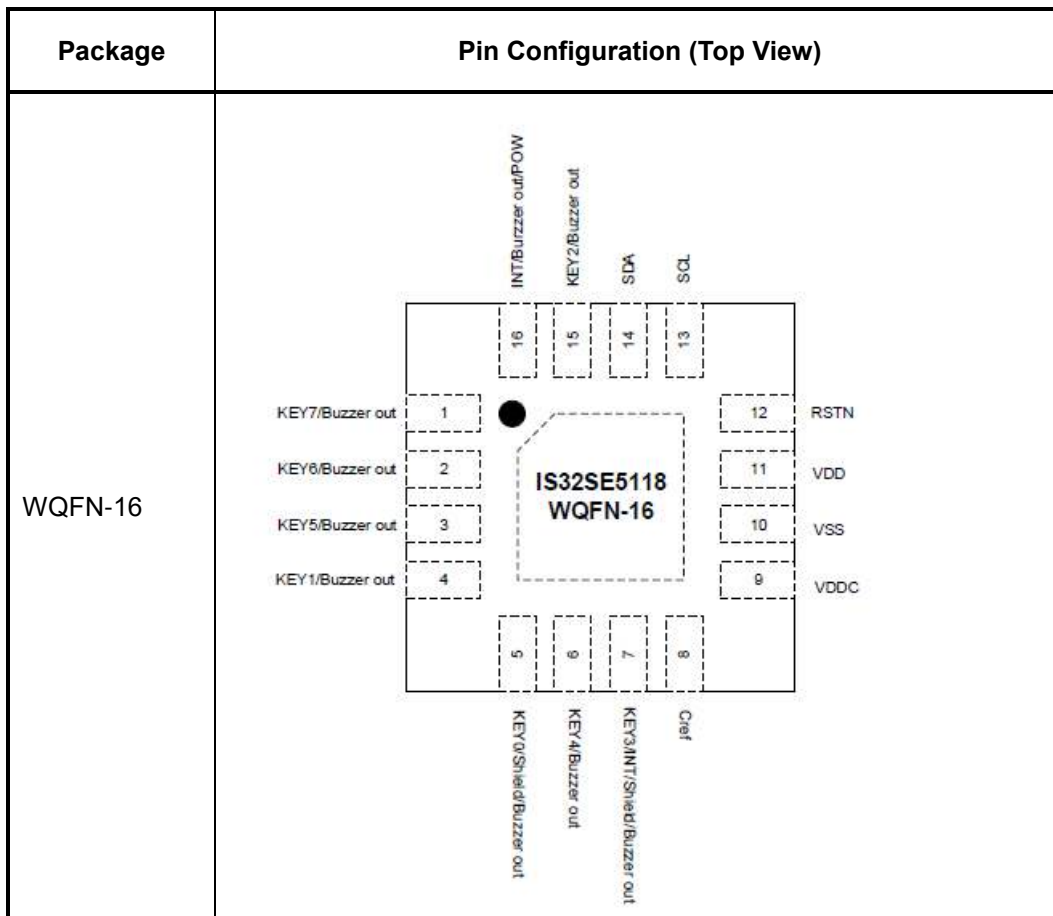 Package
Pin Configuration (Top View)
WQFN-16
INT/Burzzer out/POW
KEY2/Buzzer out
SDA
SCL
16
15
14
13
KEY7/Buzzer out
1
12
RSTN
KEY6/Buzzer out
2
11
VDD
KEY5/Buzzer out
3
10
VSS
KEY1/Buzzer out
4
9
VDDC
IS32SE5118
WQFN-16
5
6
7
8
KEY0/Shield/Buzzer out
KEY4/Buzzer out
KEY3/INT/Shield/Buzzer out
Cref